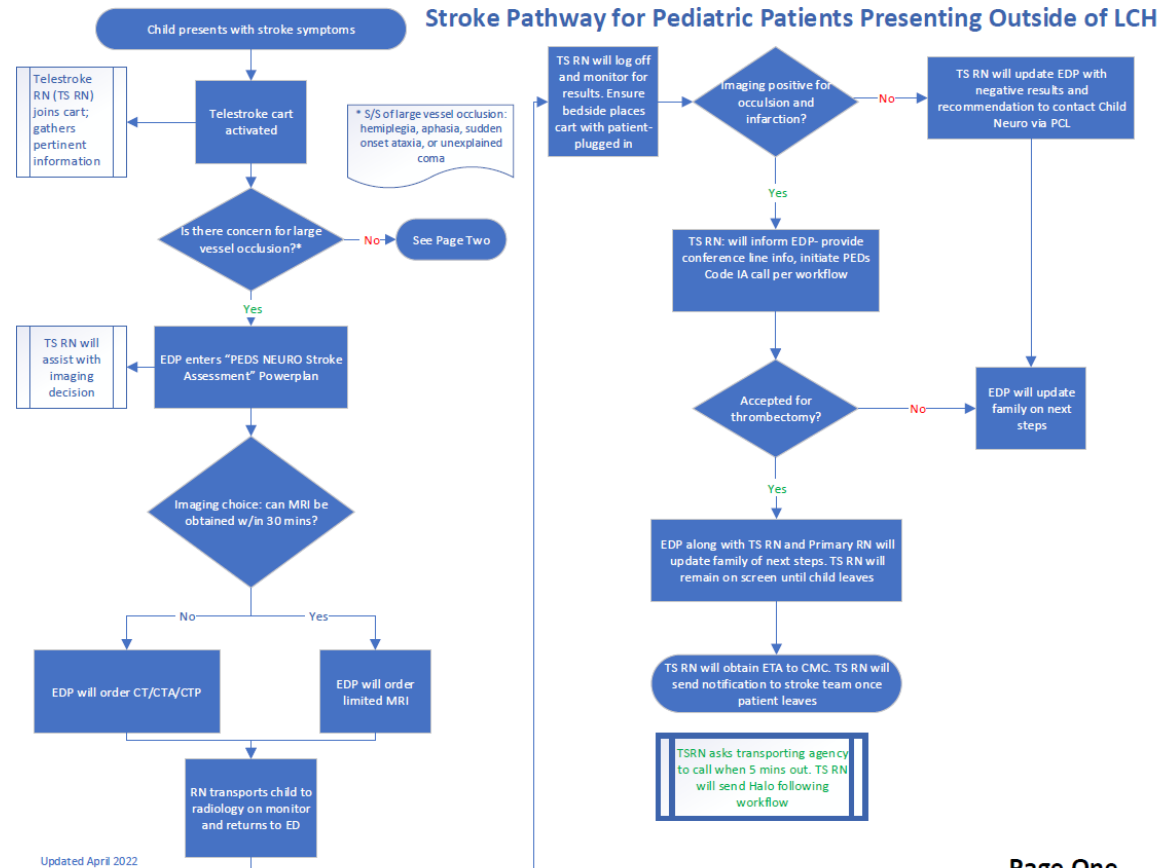 Stroke Pathway for Pediatric Patients Presenting Outside of LCH
Child presents with stroke symptoms
Telestroke
RN (TS RN)
joins cart;
gathers
pertinent
information
Telestroke cart
activated
* S/S of large vessel occlusion:
hemiplegia, aphasia, sudden
onset ataxia, or unexplained
coma
Is there concern for large
vessel occlusion?*
No
See Page Two
Yes
TS RN will
assist with
imaging
decision
EDP enters “PEDS NEURO Stroke
Assessment” Powerplan
Imaging choice: can MRI be
obtained w/in 30 mins?
No
Yes
EDP will order CT/CTA/CTP
EDP will order
limited MRI
RN transports child to
radiology on monitor
and returns to ED
Updated April 2022
TS RN will log off
and monitor for
results. Ensure
bedside places
cart with patient-
plugged in
Imaging positive for
occulsion and
infarction?
No
TS RN will update EDP with
negative results and
recommendation to contact Child
Neuro via PCL
Yes
TS RN: will inform EDP- provide
conference line info, initiate PEDs
Code IA call per workflow
Accepted for
thrombectomy?
No
EDP will update
family on next
steps
Yes
EDP along with TS RN and Primary RN will
update family of next steps. TS RN will
remain on screen until child leaves
TS RN will obtain ETA to CMC. TS RN will
send notification to stroke team once
patient leaves
TSRN asks transporting agency
to call when 5 mins out. TS RN
will send Halo following
workflow
Page One